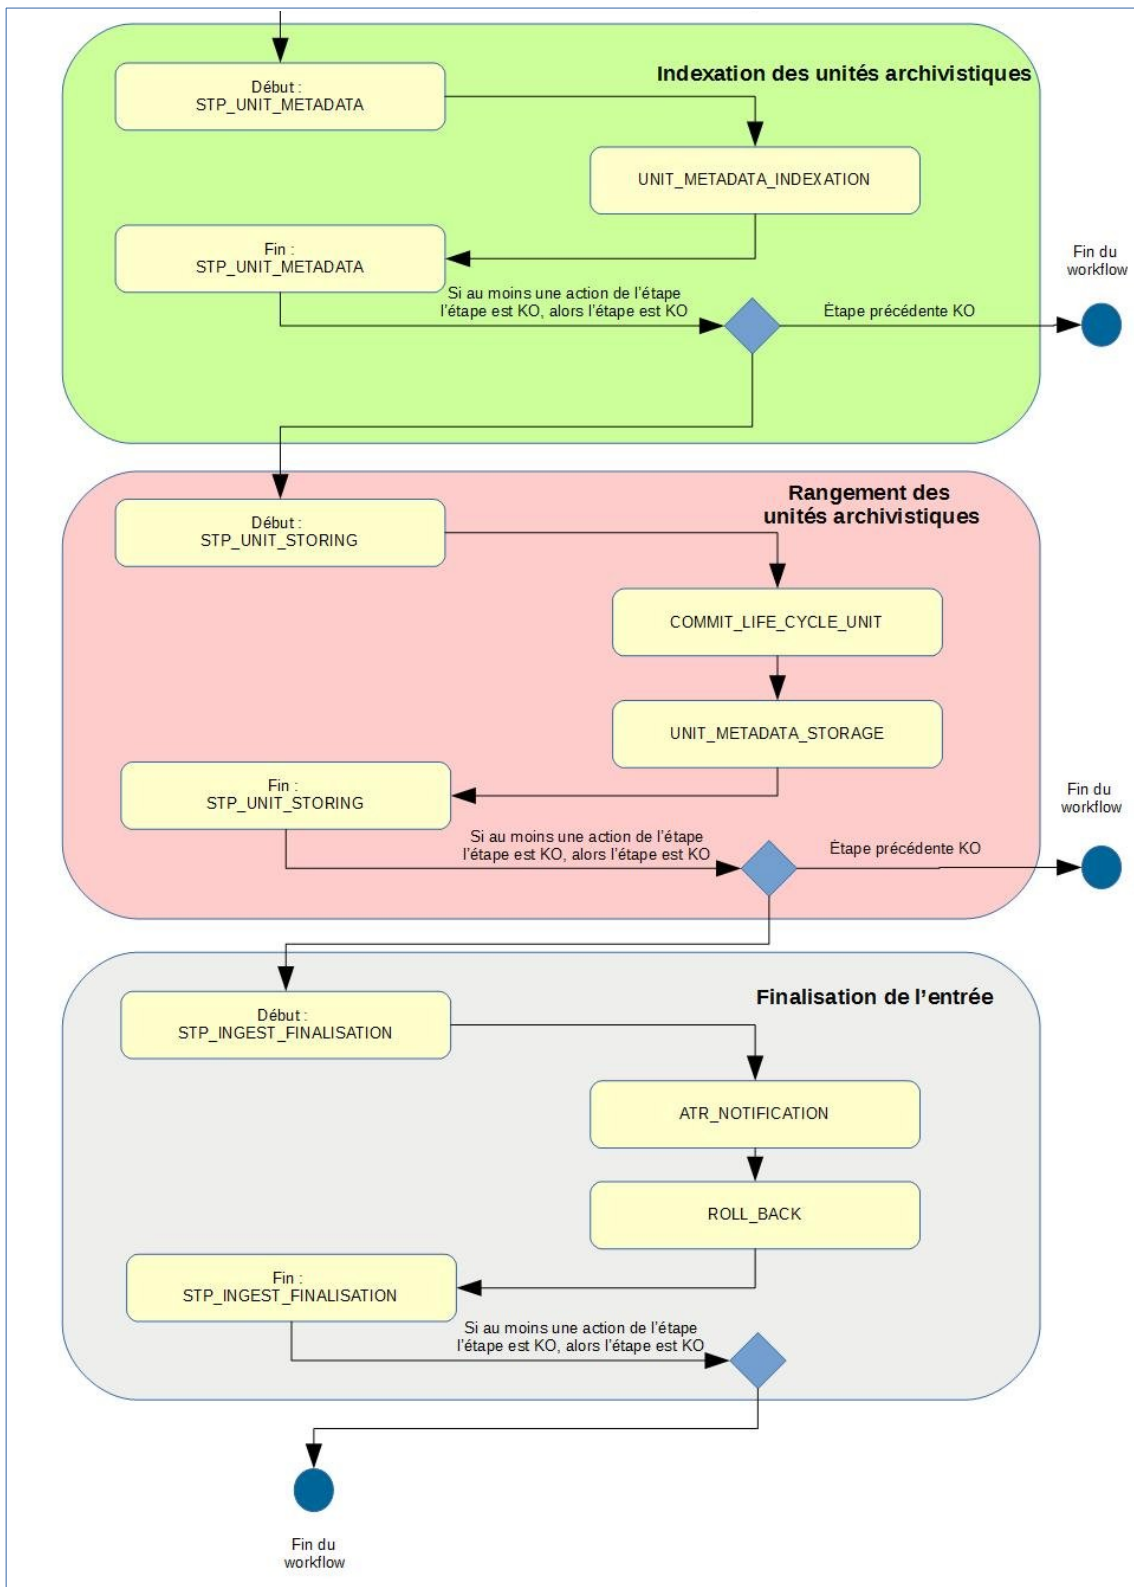 Indexation des unités archivistiques
Début :
STP_UNIT_METADATA
UNIT_METADATA_INDEXATION
Fin :
STP_UNIT_METADATA
Si au moins une action de l'étape
l'étape est KO, alors l'étape est KO
Étape précédente KO
Fin du
workflow
Rangement des
unités archivistiques
Début :
STP_UNIT_STORING
COMMIT_LIFE_CYCLE_UNIT
UNIT_METADATA_STORAGE
Fin :
STP_UNIT_STORING
Si au moins une action de l'étape
l'étape est KO, alors l'étape est KO
Étape précédente KO
Fin du
workflow
Finalisation de l'entrée
Début :
STP_INGEST_FINALISATION
ATR_NOTIFICATION
ROLL_BACK
Fin :
STP_INGEST_FINALISATION
Si au moins une action de l'étape
l'étape est KO, alors l'étape est KO
Fin du
workflow